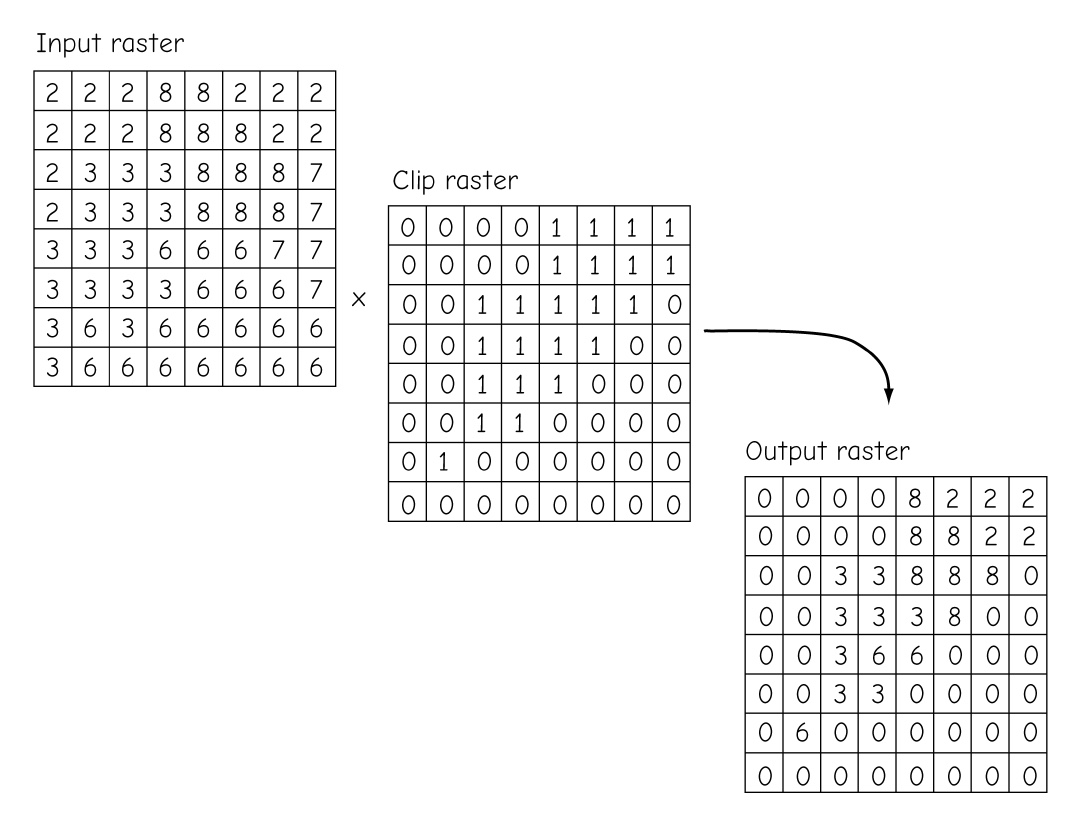 Input raster
2 2 2 8 8 2 2 2
2 2 2 8 8 8 2 2
2 3 3 3 8 8 8 7
2 3 3 3 8 8 8 7
3 3 3 6 6 6 7 7
3 3 3 3 6 6 6 7
3 6 3 6 6 6 6 6
3 6 6 6 6 6 6 6
x
Clip raster
0 0 0 0 1 1 1 1
0 0 0 0 1 1 1 1
0 0 1 1 1 1 1 0
0 0 1 1 1 1 0 0
0 0 1 1 1 0 0 0
0 0 1 1 0 0 0 0
0 1 0 0 0 0 0 0
0 0 0 0 0 0 0 0
Output raster
0 0 0 0 8 2 2 2
0 0 0 0 8 8 2 2
0 0 3 3 8 8 8 0
0 0 3 3 3 8 0 0
0 0 3 6 6 0 0 0
0 0 3 3 0 0 0 0
0 6 0 0 0 0 0 0
0 0 0 0 0 0 0 0